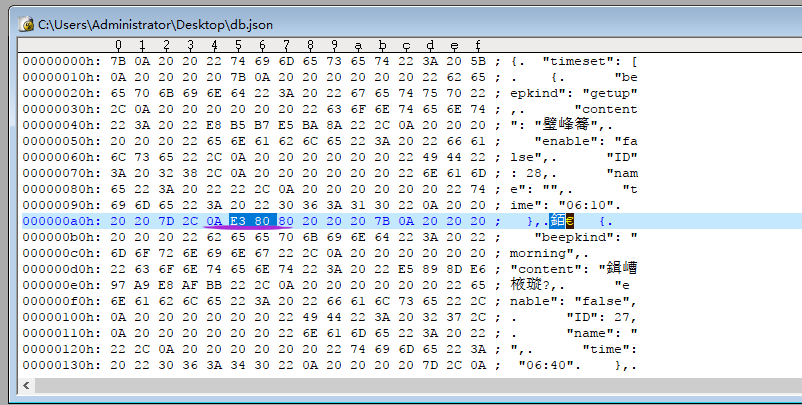 C:\Users\Administrator\Desktop\db.json
0 1 2 3 4 5 6 7 8 9 a b c d e f
00000000h: 7B 0A 20 20 22 74 69 6D 65 73 65 74 22 3A 20 5B ; {.  "timeset": [
00000010h: 0A 20 20 20 20 7B 0A 20 20 20 20 20 20 22 62 65 ; .    {.      "be
00000020h: 65 70 6B 69 6E 64 22 3A 20 22 67 65 74 75 70 22 ; epkind": "getup"
00000030h: 2C 0A 20 20 20 20 20 20 22 63 6F 6E 74 65 6E 74 ; ,.      "content
00000040h: 22 3A 20 22 E8 B5 B7 E5 BA 8A 22 2C 0A 20 20 20 ; ": "璧峰簥",.
00000050h: 20 20 20 22 65 6E 61 62 6C 65 22 3A 20 22 66 61 ;    "enable": "fa
00000060h: 6C 73 65 22 2C 0A 20 20 20 20 20 20 22 49 44 22 ; lse",.      "ID"
00000070h: 3A 20 32 38 2C 0A 20 20 20 20 20 20 22 6E 61 6D ; : 28,.      "nam
00000080h: 65 22 3A 20 22 22 2C 0A 20 20 20 20 20 20 22 74 ; e": "",.      "t
00000090h: 69 6D 65 22 3A 20 22 30 36 3A 31 30 22 0A 20 20 ; ime": "06:10".
000000a0h: 20 20 7D 2C 0A E3 80 80 20 20 20 7B 0A 20 20 20 ;   },.銆€   {.
000000b0h: 20 20 20 22 62 65 65 70 6B 69 6E 64 22 3A 20 22 ;    "beepkind": "
000000c0h: 6D 6F 72 6E 69 6E 67 22 2C 0A 20 20 20 20 20 20 ; morning",.
000000d0h: 22 63 6F 6E 74 65 6E 74 22 3A 20 22 E5 89 8D E6 ; "content": "鍓嶆
000000e0h: 97 A9 E8 AF BB 22 2C 0A 20 20 20 20 20 20 22 65 ; 棭璇?,.      "e
000000f0h: 6E 61 62 6C 65 22 3A 20 22 66 61 6C 73 65 22 2C ; nable": "false",
00000100h: 0A 20 20 20 20 20 20 22 49 44 22 3A 20 32 37 2C ; .      "ID": 27,
00000110h: 0A 20 20 20 20 20 20 22 6E 61 6D 65 22 3A 20 22 ; .      "name": "
00000120h: 22 2C 0A 20 20 20 20 20 20 22 74 69 6D 65 22 3A ; ",.      "time":
00000130h: 20 22 30 36 3A 34 30 22 0A 20 20 20 20 7D 2C 0A ;  "06:40".    },.